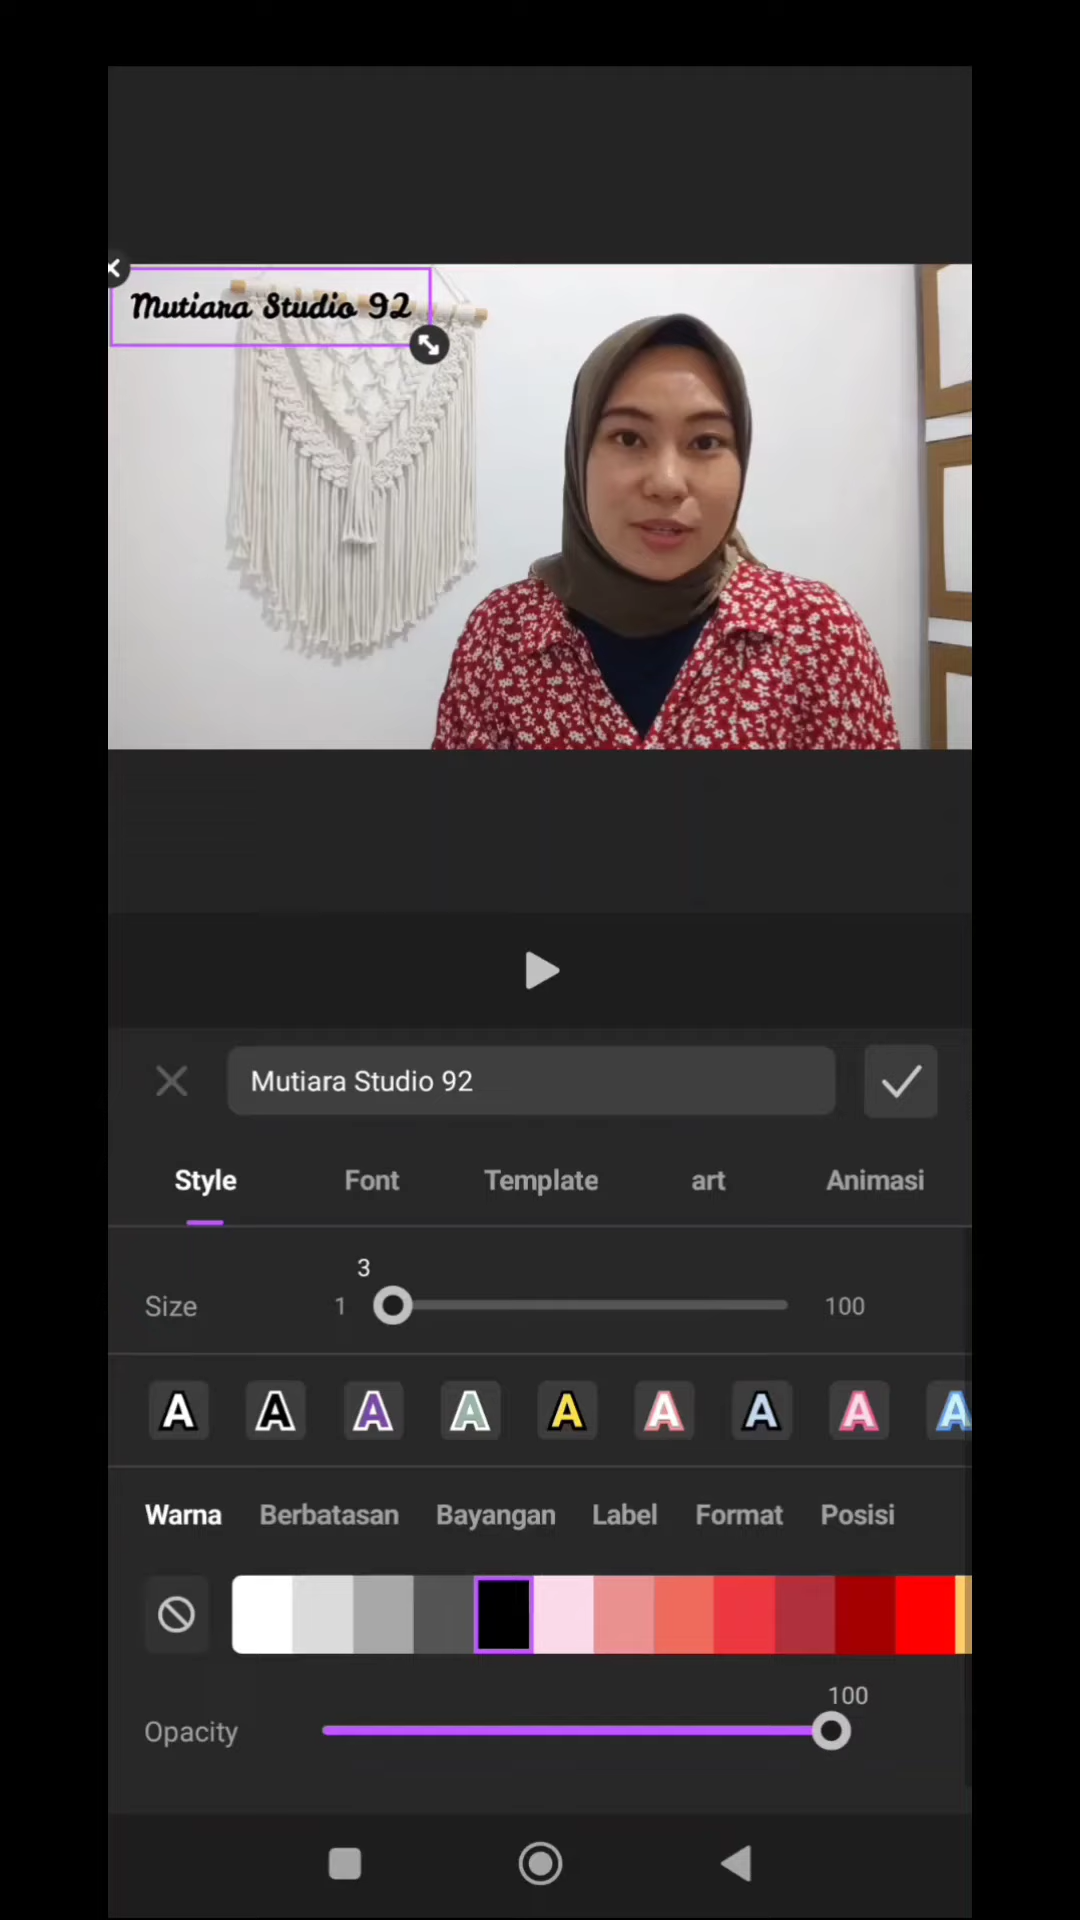 Mutiara Studio 92
Mutiara Studio 92
Style Font Template art Animasi
3
Size 1 100
A A A A A A A A A
Warna Berbatasan Bayangan Label Format Posisi
100
Opacity